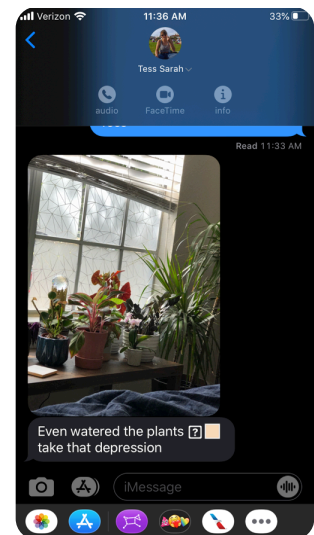 Verizon 11:36 AM 33%
Tess Sarah
audio FaceTime info
Read 11:33 AM
Even watered the plants
take that depression
iMessage